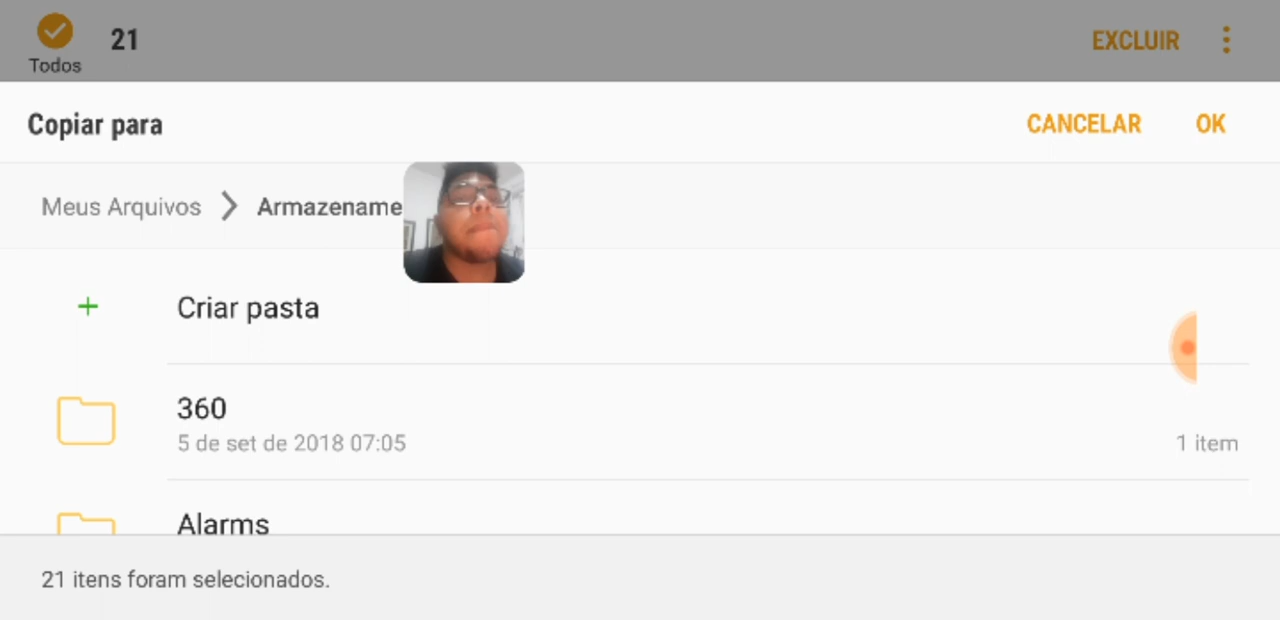 21
EXCLUIR
Todos
Copiar para
CANCELAR
OK
Meus Arquivos
Armazename
Criar pasta
360
5 de set de 2018 07:05
1 item
Alarms
21 itens foram selecionados.